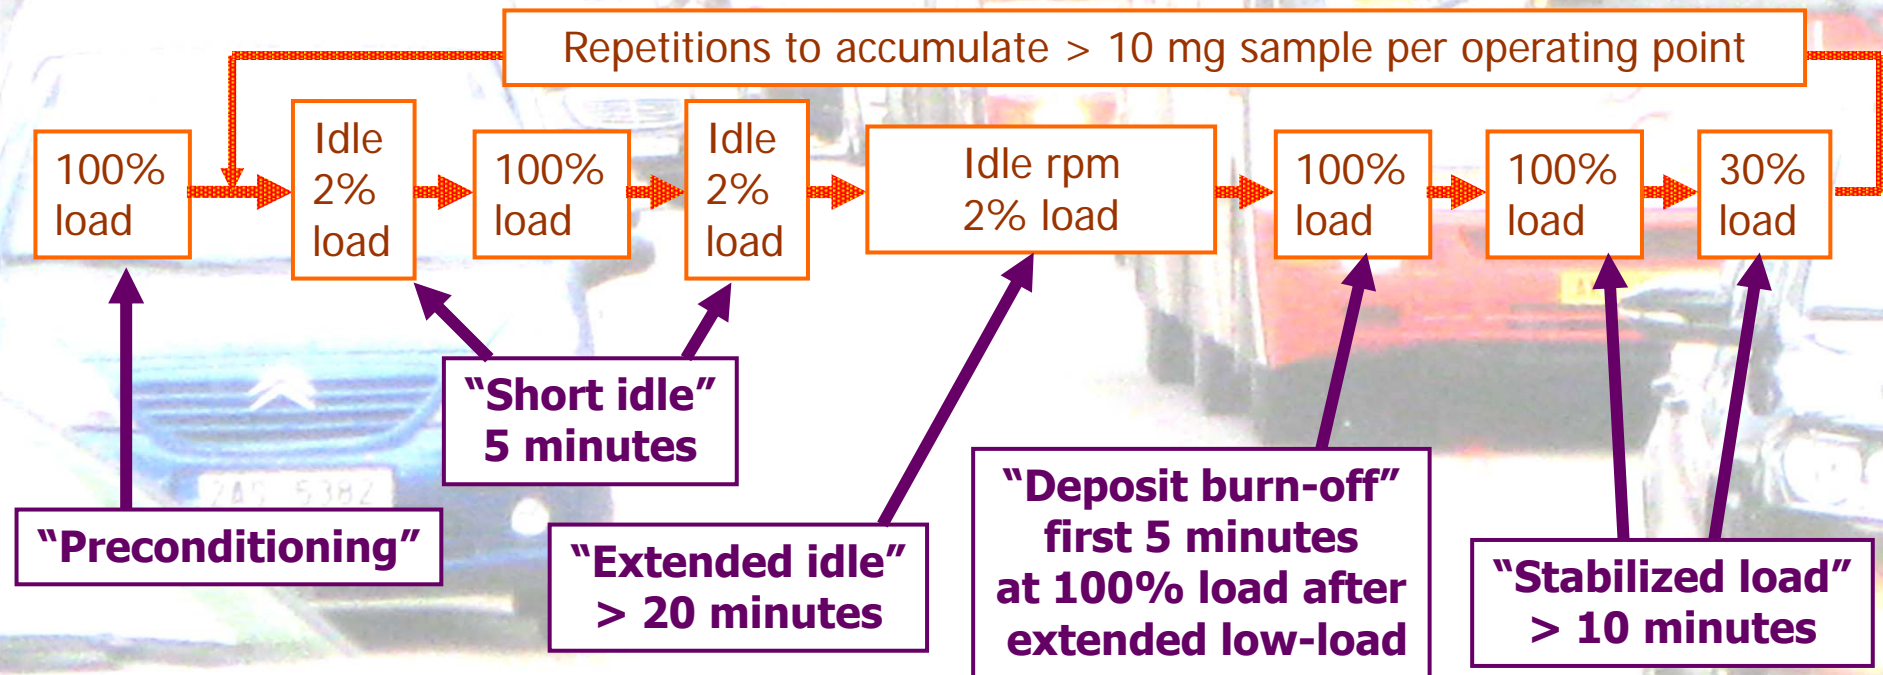 Repetitions to accumulate > 10 mg sample per operating point
100%
load
Idle
2%
load
100%
load
Idle
2%
load
Idle rpm
2% load
100%
load
100%
load
30%
load
“Short idle”
5 minutes
“Preconditioning”
“Extended idle”
> 20 minutes
“Deposit burn-off”
first 5 minutes
at 100% load after
extended low-load
“Stabilized load”
> 10 minutes